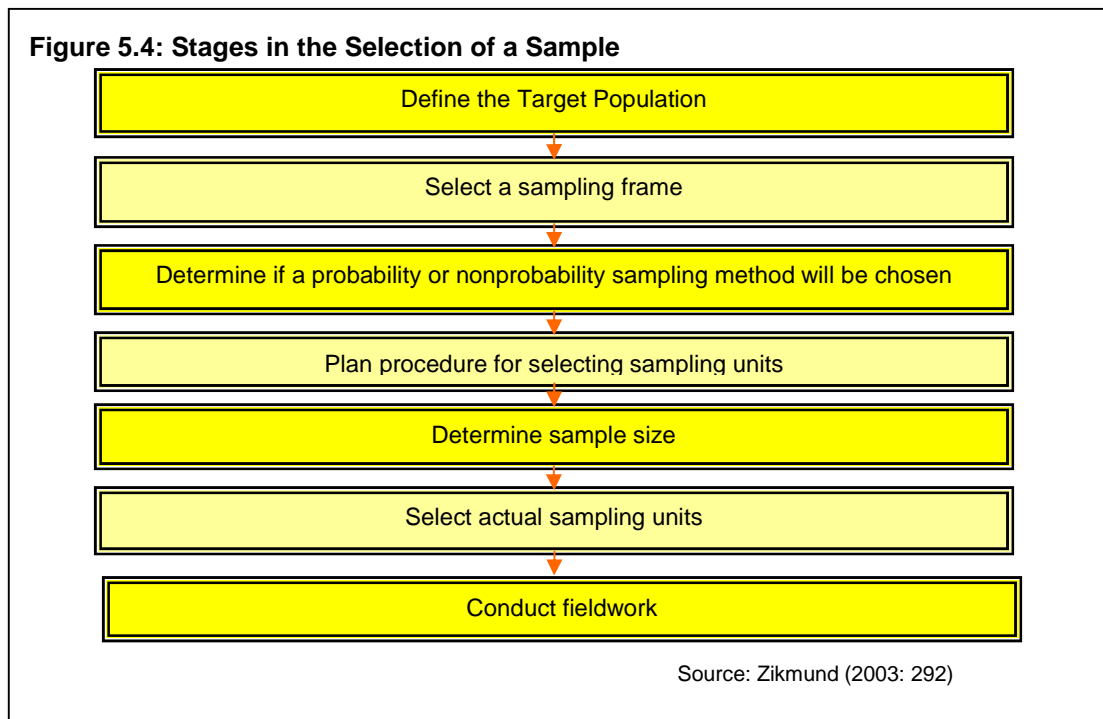 Figure 5.4: Stages in the Selection of a Sample
Define the Target Population
Select a sampling frame
Determine if a probability or nonprobability sampling method will be chosen
Plan procedure for selecting sampling units
Determine sample size
Select actual sampling units
Conduct fieldwork
Source: Zikmund (2003: 292)